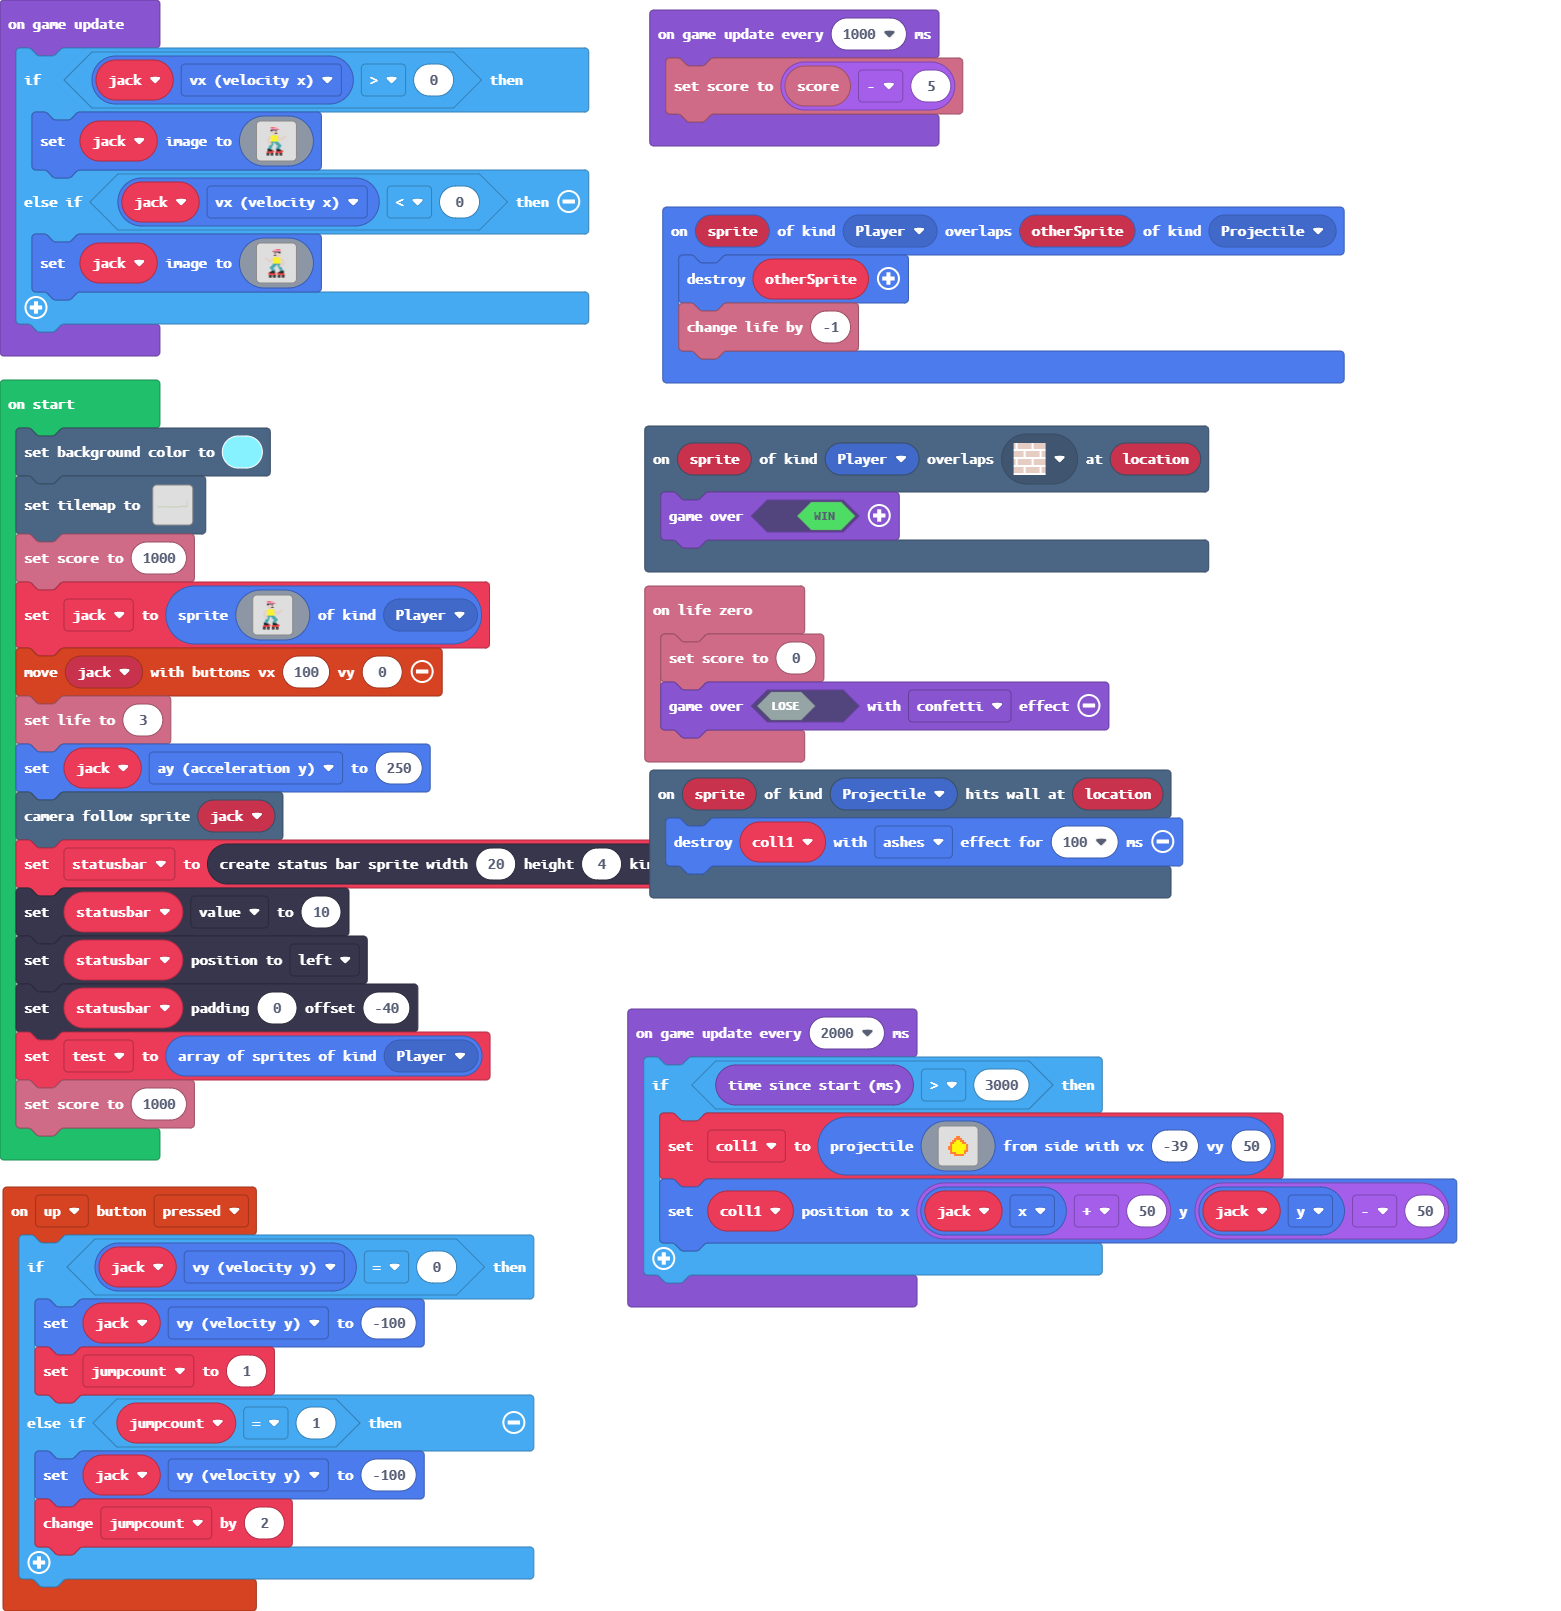 on game update
if jack vx (velocity x) > 0 then
set jack image to
else if jack vx (velocity x) < 0 then
set jack image to
on start
set background color to
set tilemap to
set score to 1000
set jack to sprite of kind Player
move jack with buttons vx 100 vy 0
set life to 3
set jack ay (acceleration y) to 250
camera follow sprite jack
set statusbar to create status bar sprite width 20 height 4
set statusbar value to 10
set statusbar position to left
set statusbar padding 0 offset -40
set test to array of sprites of kind Player
set score to 1000
on up button pressed
if jack vy (velocity y) = 0 then
set jack vy (velocity y) to -100
set jumpcount to 1
else if jumpcount = 1 then
set jack vy (velocity y) to -100
change jumpcount by 2
on game update every 1000 ms
set score to score - 5
on sprite of kind Player overlaps otherSprite of kind Projectile
destroy otherSprite
change life by -1
on sprite of kind Player overlaps at location
game over WIN
on life zero
set score to 0
game over LOSE with confetti effect
on sprite of kind Projectile hits wall at location
destroy coll1 with ashes effect for 100 ms
on game update every 2000 ms
if time since start (ms) > 3000 then
set coll1 to projectile from side with vx -39 vy 50
set coll1 position to x jack x + 50 y jack y - 50